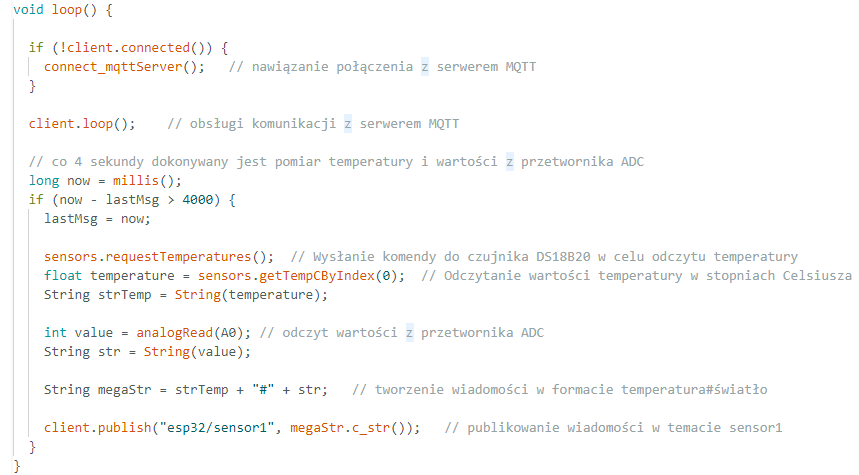 void loop() {
if (!client.connected()) {
connect_mqttServer();   // nawiązanie połączenia z serwerem MQTT
}
client.loop();    // obsługi komunikacji z serwerem MQTT
// co 4 sekundy dokonywany jest pomiar temperatury i wartości z przetwornika ADC
long now = millis();
if (now - lastMsg > 4000) {
lastMsg = now;
sensors.requestTemperatures();  // Wysłanie komendy do czujnika DS18B20 w celu odczytu temperatury
float temperature = sensors.getTempCByIndex(0);  // Odczytanie wartości temperatury w stopniach Celsiusza
String strTemp = String(temperature);
int value = analogRead(A0); // odczyt wartości z przetwornika ADC
String str = String(value);
String megaStr = strTemp + "#" + str;   // tworzenie wiadomości w formacie temperatura#światło
client.publish("esp32/sensor1", megaStr.c_str());   // publikowanie wiadomości w temacie sensor1
}
}